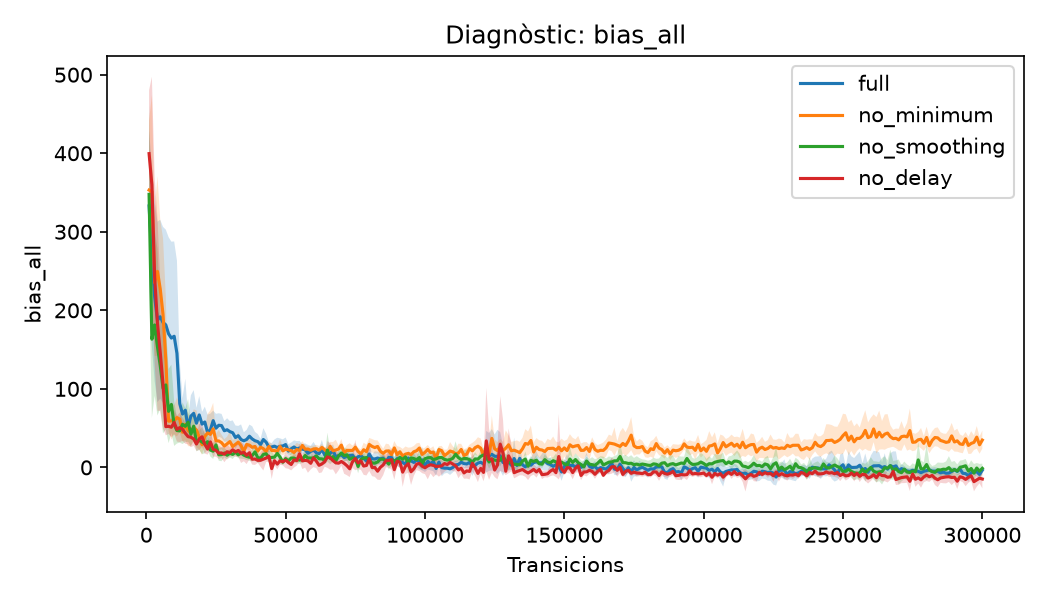 Diagnòstic: bias_all
500
400
300
200
100
0
bias_all
full
no_minimum
no_smoothing
no_delay
0 50000 100000 150000 200000 250000 300000
Transicions